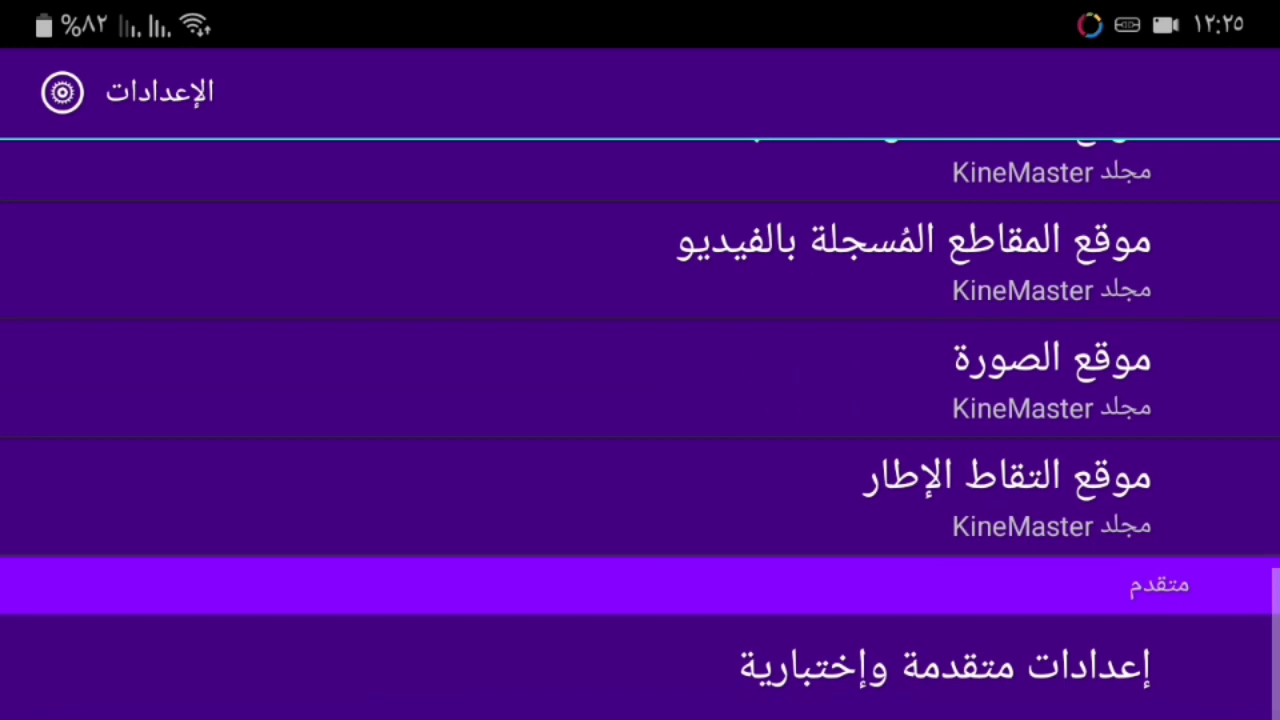 ١٢:٢٥
%٨٢
الإعدادات
مجلد KineMaster
موقع المقاطع المُسجلة بالفيديو
مجلد KineMaster
موقع الصورة
مجلد KineMaster
موقع التقاط الإطار
مجلد KineMaster
متقدم
إعدادات متقدمة وإختبارية